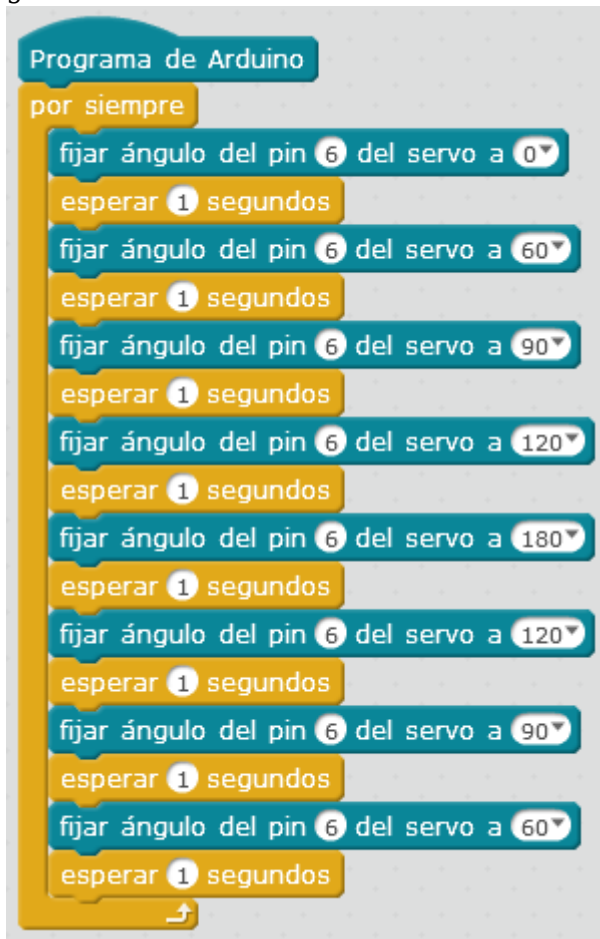 Programa de Arduino
por siempre
fijar ángulo del pin 6 del servo a 0
esperar 1 segundos
fijar ángulo del pin 6 del servo a 60
esperar 1 segundos
fijar ángulo del pin 6 del servo a 90
esperar 1 segundos
fijar ángulo del pin 6 del servo a 120
esperar 1 segundos
fijar ángulo del pin 6 del servo a 180
esperar 1 segundos
fijar ángulo del pin 6 del servo a 120
esperar 1 segundos
fijar ángulo del pin 6 del servo a 90
esperar 1 segundos
fijar ángulo del pin 6 del servo a 60
esperar 1 segundos